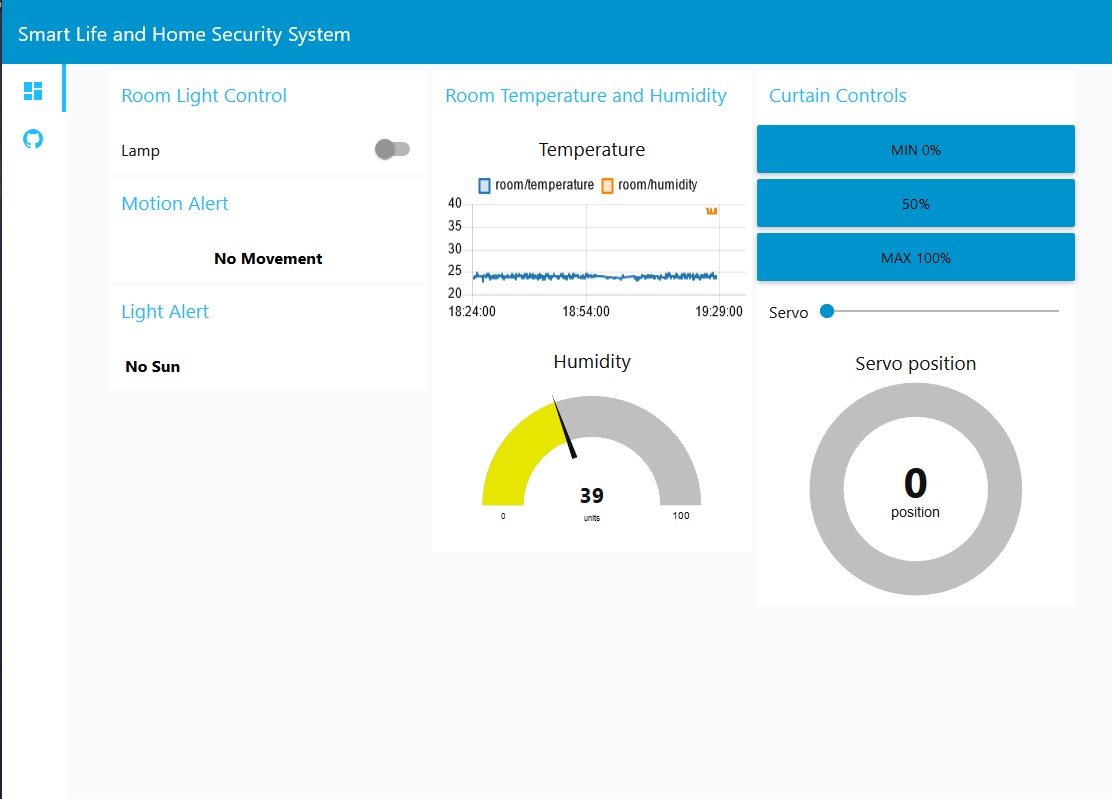 Smart Life and Home Security System
Room Light Control
Lamp
Motion Alert
No Movement
Light Alert
No Sun
Room Temperature and Humidity
Temperature
room/temperature room/humidity
40
35
30
25
20
18:24:00 18:54:00 19:29:00
Humidity
39
units
0 100
Curtain Controls
MIN 0%
50%
MAX 100%
Servo
Servo position
0
position